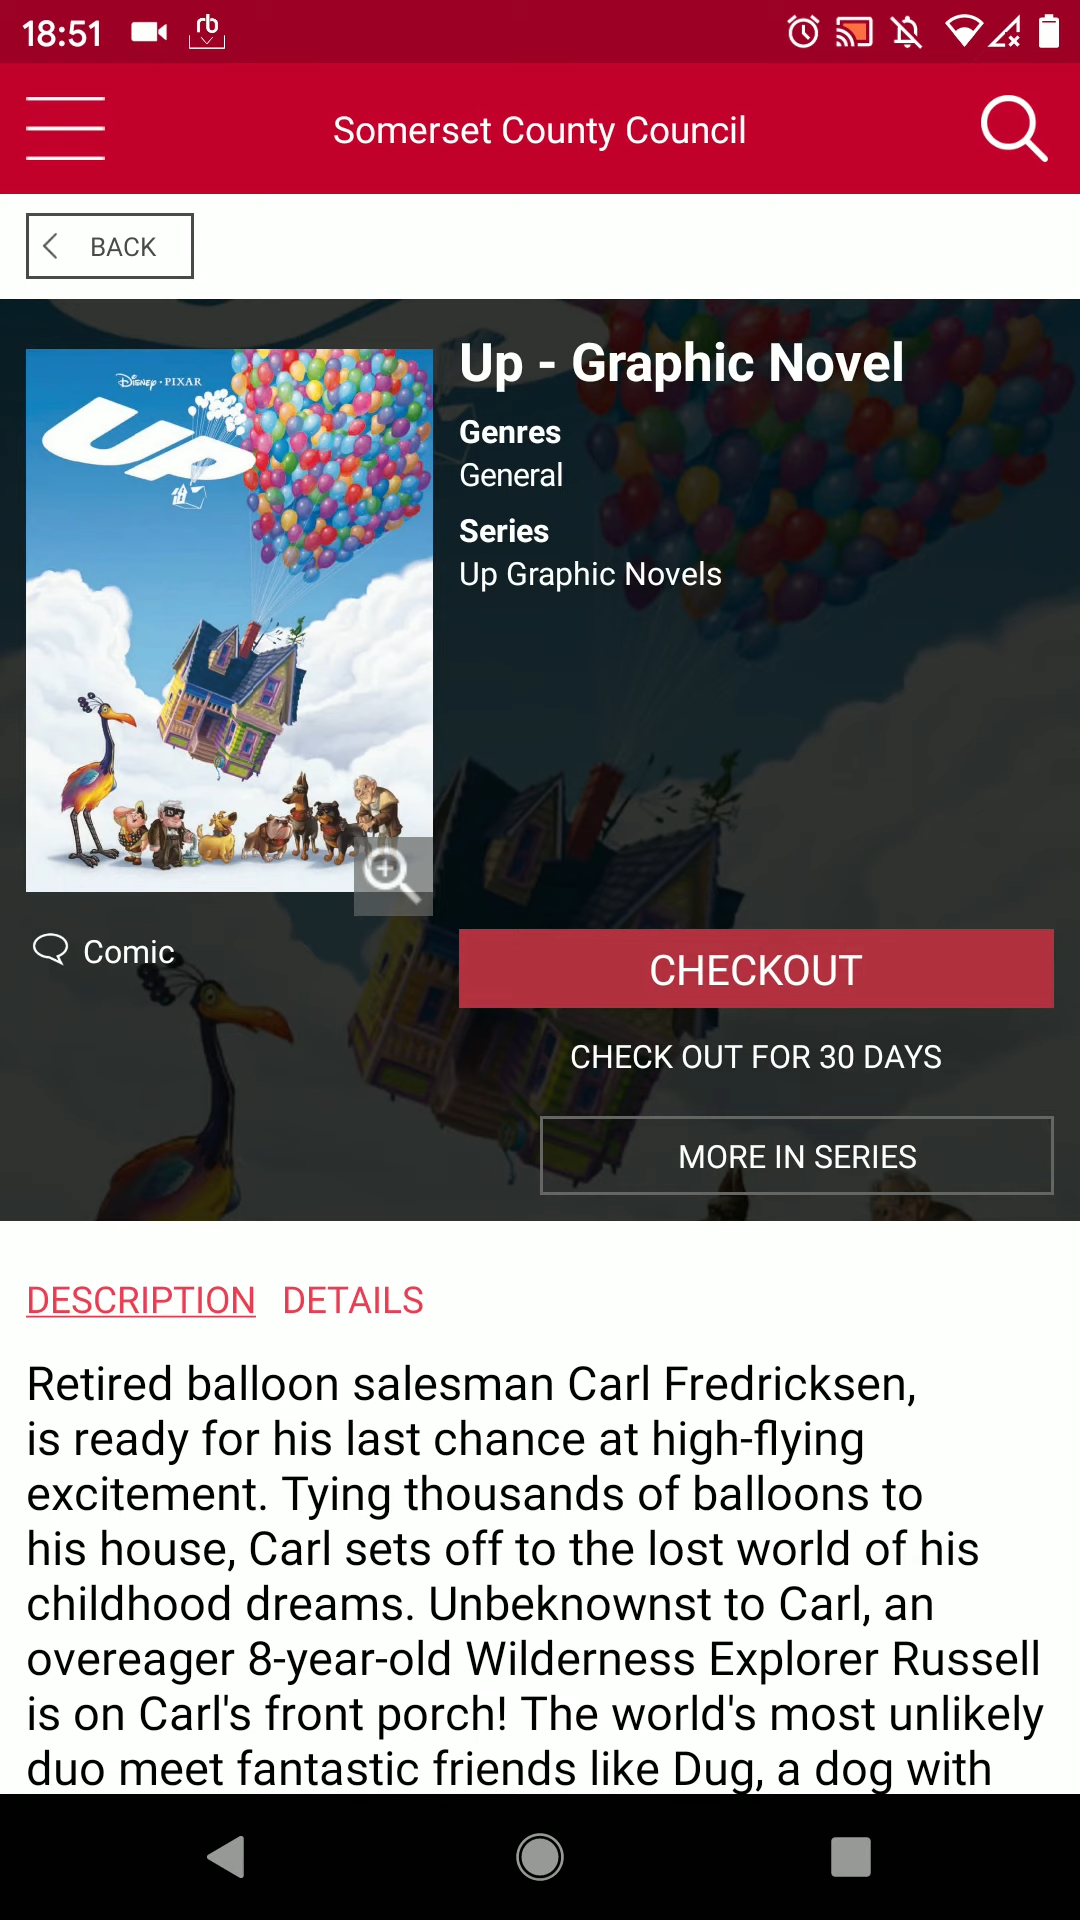 18:51
rb
Somerset County Council
BACK
Disney · PIXAR
UP
Up - Graphic Novel
Genres
General
Series
Up Graphic Novels
Comic
CHECKOUT
CHECK OUT FOR 30 DAYS
MORE IN SERIES
DESCRIPTION DETAILS
Retired balloon salesman Carl Fredricksen,
is ready for his last chance at high-flying
excitement. Tying thousands of balloons to
his house, Carl sets off to the lost world of his
childhood dreams. Unbeknownst to Carl, an
overeager 8-year-old Wilderness Explorer Russell
is on Carl's front porch! The world's most unlikely
duo meet fantastic friends like Dug, a dog with